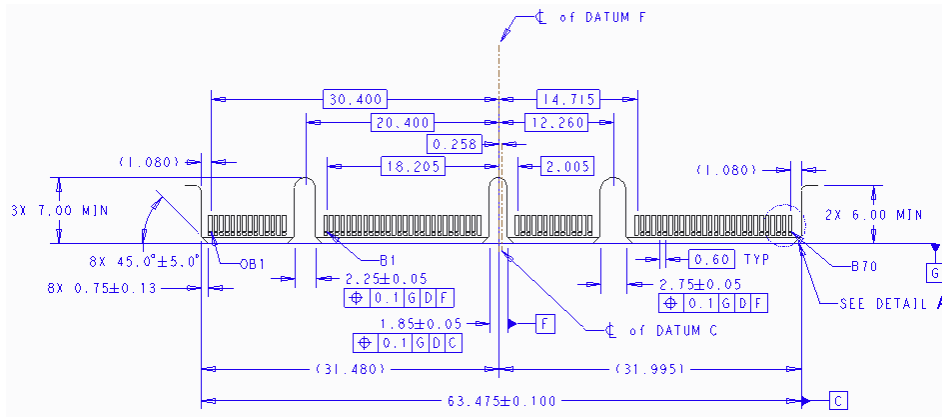 ℄ of DATUM F
30.400
14.715
20.400
12.260
0.258
(1.080)
18.205
2.005
(1.080)
3X 7.00 MIN
2X 6.00 MIN
8X 45.0°±5.0°
OB1
B1
0.60 TYP
B70
G
8X 0.75±0.13
2.25±0.05
⌖ 0.1 G D F
2.75±0.05
⌖ 0.1 G D F
SEE DETAIL A
1.85±0.05
F
⌖ 0.1 G D C
℄ of DATUM C
(31.480)
(31.995)
63.475±0.100
C